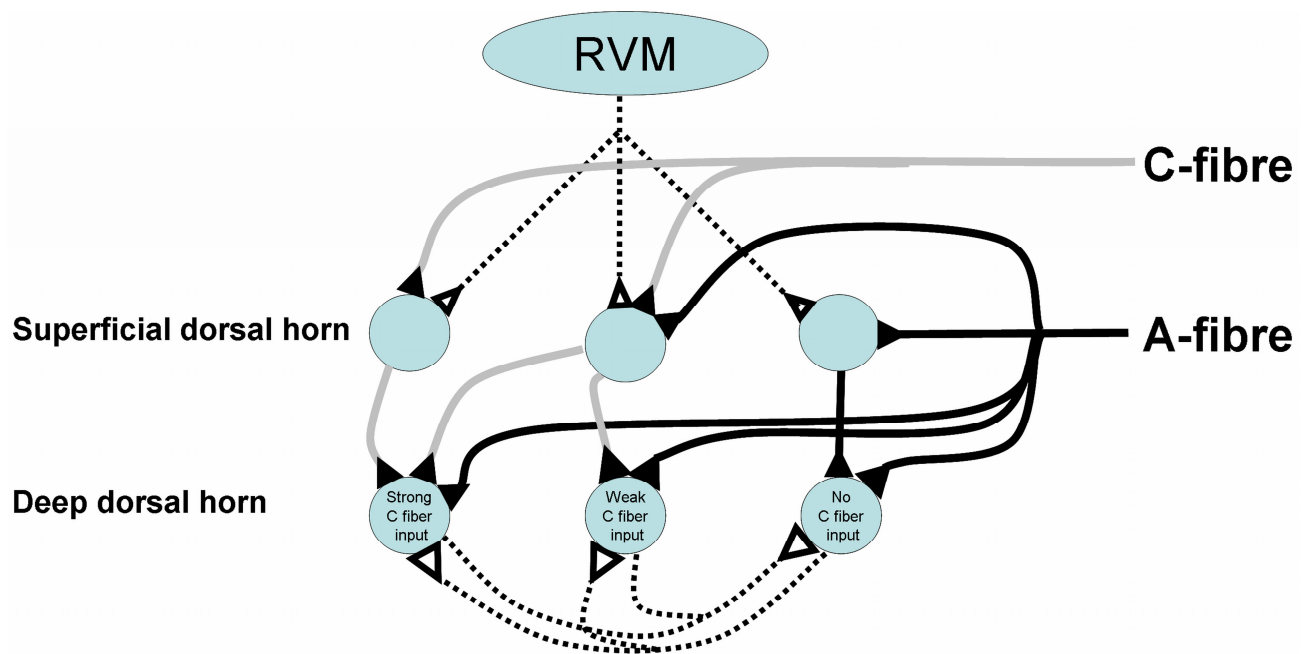 RVM
C-fibre
Superficial dorsal horn
A-fibre
Deep dorsal horn
Strong
C fiber
input
Weak
C fiber
input
No
C fiber
input